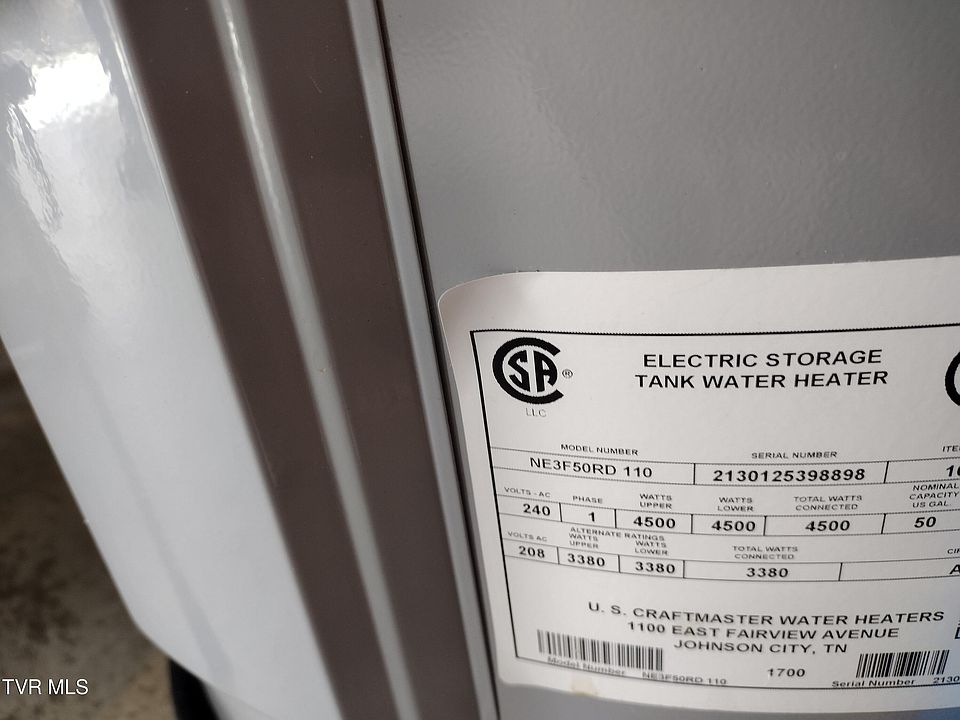 CSA ®
LLC
ELECTRIC STORAGE
TANK WATER HEATER
MODEL NUMBER SERIAL NUMBER
NE3F50RD 110 2130125398898
VOLTS - AC PHASE WATTS UPPER WATTS LOWER TOTAL WATTS CONNECTED NOMINAL CAPACITY US GAL.
240 1 4500 4500 4500 50
ALTERNATE RATINGS
VOLTS AC WATTS UPPER WATTS LOWER TOTAL WATTS CONNECTED
208 3380 3380 3380
U. S. CRAFTMASTER WATER HEATERS
1100 EAST FAIRVIEW AVENUE
JOHNSON CITY, TN
1700
Model Number NE3F50RD 110 Serial Number 2130
TVR MLS